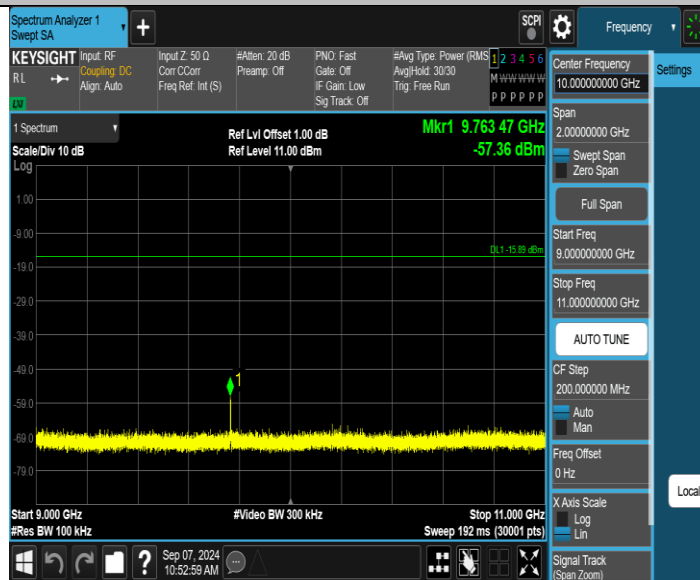 Spectrum Analyzer 1
Swept SA
+
SCPI
Frequency
KEYSIGHT
RL
Input: RF
Coupling: DC
Align: Auto
Input Z: 50 Ω
Corr CCorr
Freq Ref: Int (S)
#Atten: 20 dB
Preamp: Off
PNO: Fast
Gate: Off
IF Gain: Low
Sig Track: Off
#Avg Type: Power (RMS
Avg|Hold: 30/30
Trig: Free Run
1 2 3 4 5 6
M W W W W W
P P P P P P
Center Frequency
10.000000000 GHz
Settings
Span
2.00000000 GHz
Swept Span
Zero Span
Full Span
Start Freq
9.000000000 GHz
Stop Freq
11.000000000 GHz
AUTO TUNE
CF Step
200.000000 MHz
Auto
Man
Freq Offset
0 Hz
X Axis Scale
Log
Lin
Local
Signal Track
(Span Zoom)
1 Spectrum
Scale/Div 10 dB
Log
Ref Lvl Offset 1.00 dB
Ref Level 11.00 dBm
Mkr1 9.763 47 GHz
-57.36 dBm
1.00
-9.00
-19.0
-29.0
-39.0
-49.0
-59.0
-69.0
-79.0
DL1 -15.89 dBm
1
Start 9.000 GHz
#Res BW 100 kHz
#Video BW 300 kHz
Stop 11.000 GHz
Sweep 192 ms (30001 pts)
?
Sep 07, 2024
10:52:59 AM